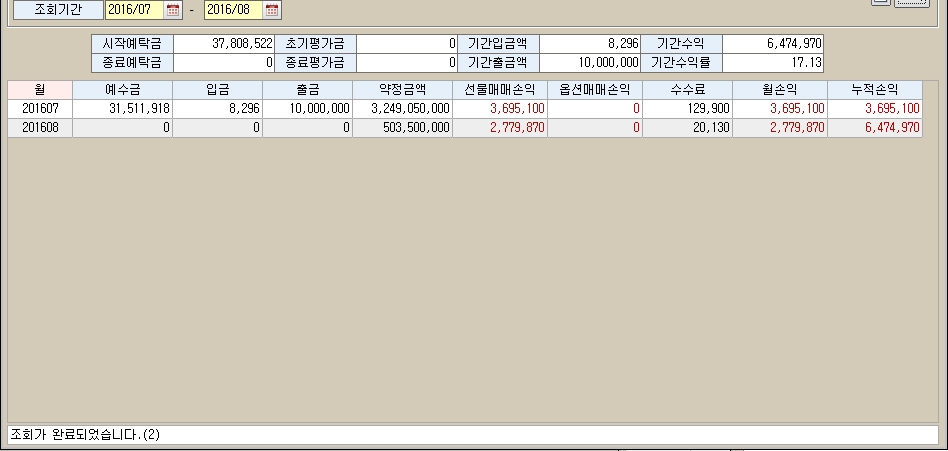 조회기간 2016/07 - 2016/08
시작예탁금 37,808,522 초기평가금 0 기간입금액 8,296 기간수익 6,474,970
종료예탁금 0 종료평가금 0 기간출금액 10,000,000 기간수익률 17.13
월 예수금 입금 출금 약정금액 선물매매손익 옵션매매손익 수수료 월손익 누적손익
201607 31,511,918 8,296 10,000,000 3,249,050,000 3,695,100 0 129,900 3,695,100 3,695,100
201608 0 0 0 503,500,000 2,779,870 0 20,130 2,779,870 6,474,970
조회가 완료되었습니다.(2)